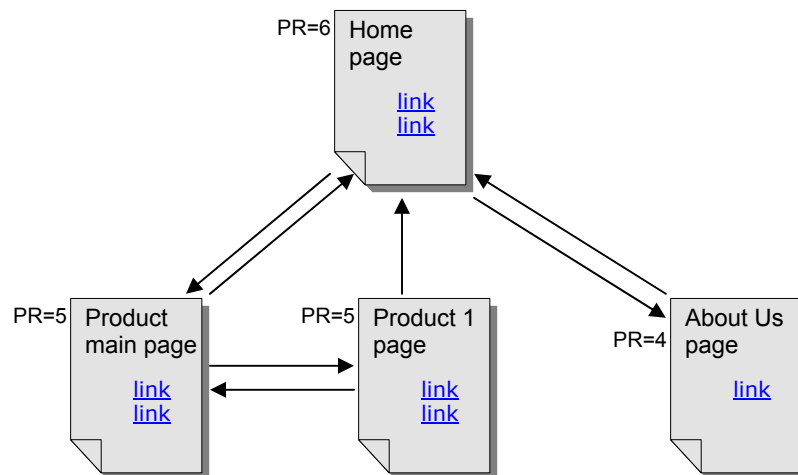 PR=6
Home
page
link
link
PR=5
Product
main page
link
link
PR=5
Product 1
page
link
link
PR=4
About Us
page
link